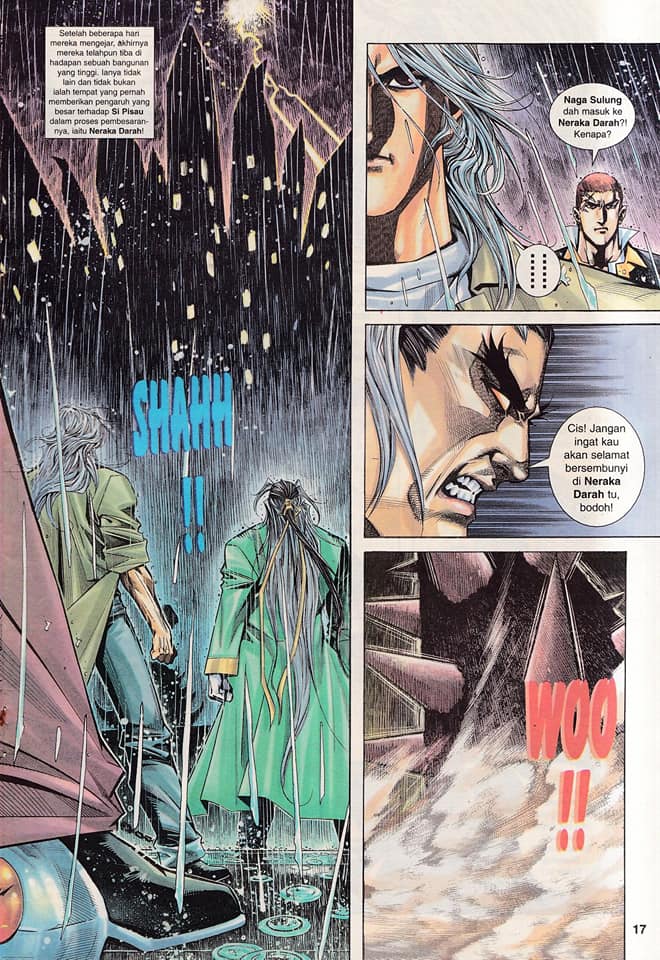 Setelah beberapa hari
mereka mengejar, akhirnya
mereka telahpun tiba di
hadapan sebuah bangunan
yang tinggi. Ianya tidak
lain dan tidak bukan
ialah tempat yang pernah
memberikan pengaruh yang
besar terhadap Si Pisau
dalam proses pembesaran-
nya, iaitu Neraka Darah!
SHAHH
!!
Naga Sulung
dah masuk ke
Neraka Darah?!
Kenapa?
......
Cis! Jangan
ingat kau
akan selamat
bersembunyi
di Neraka
Darah tu,
bodoh!
WOO
!!
17